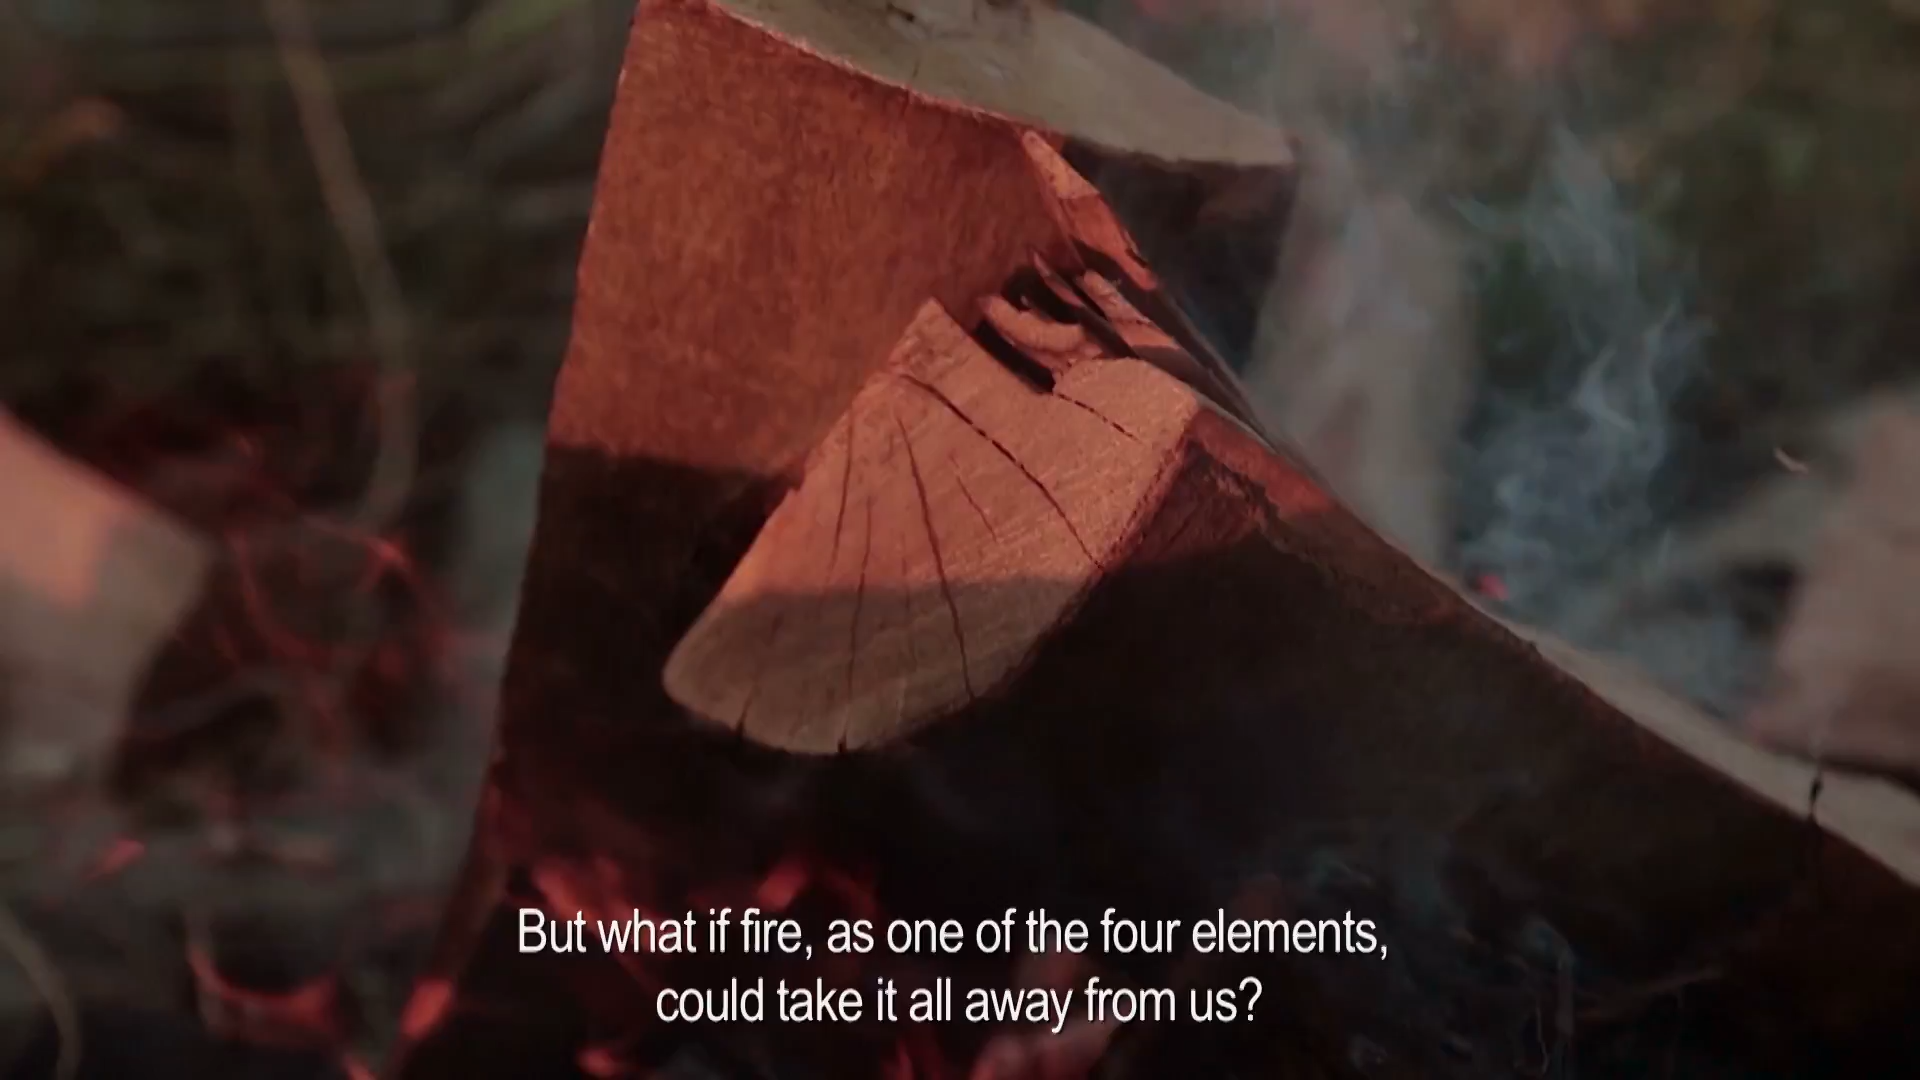 But what if fire, as one of the four elements,
could take it all away from us?